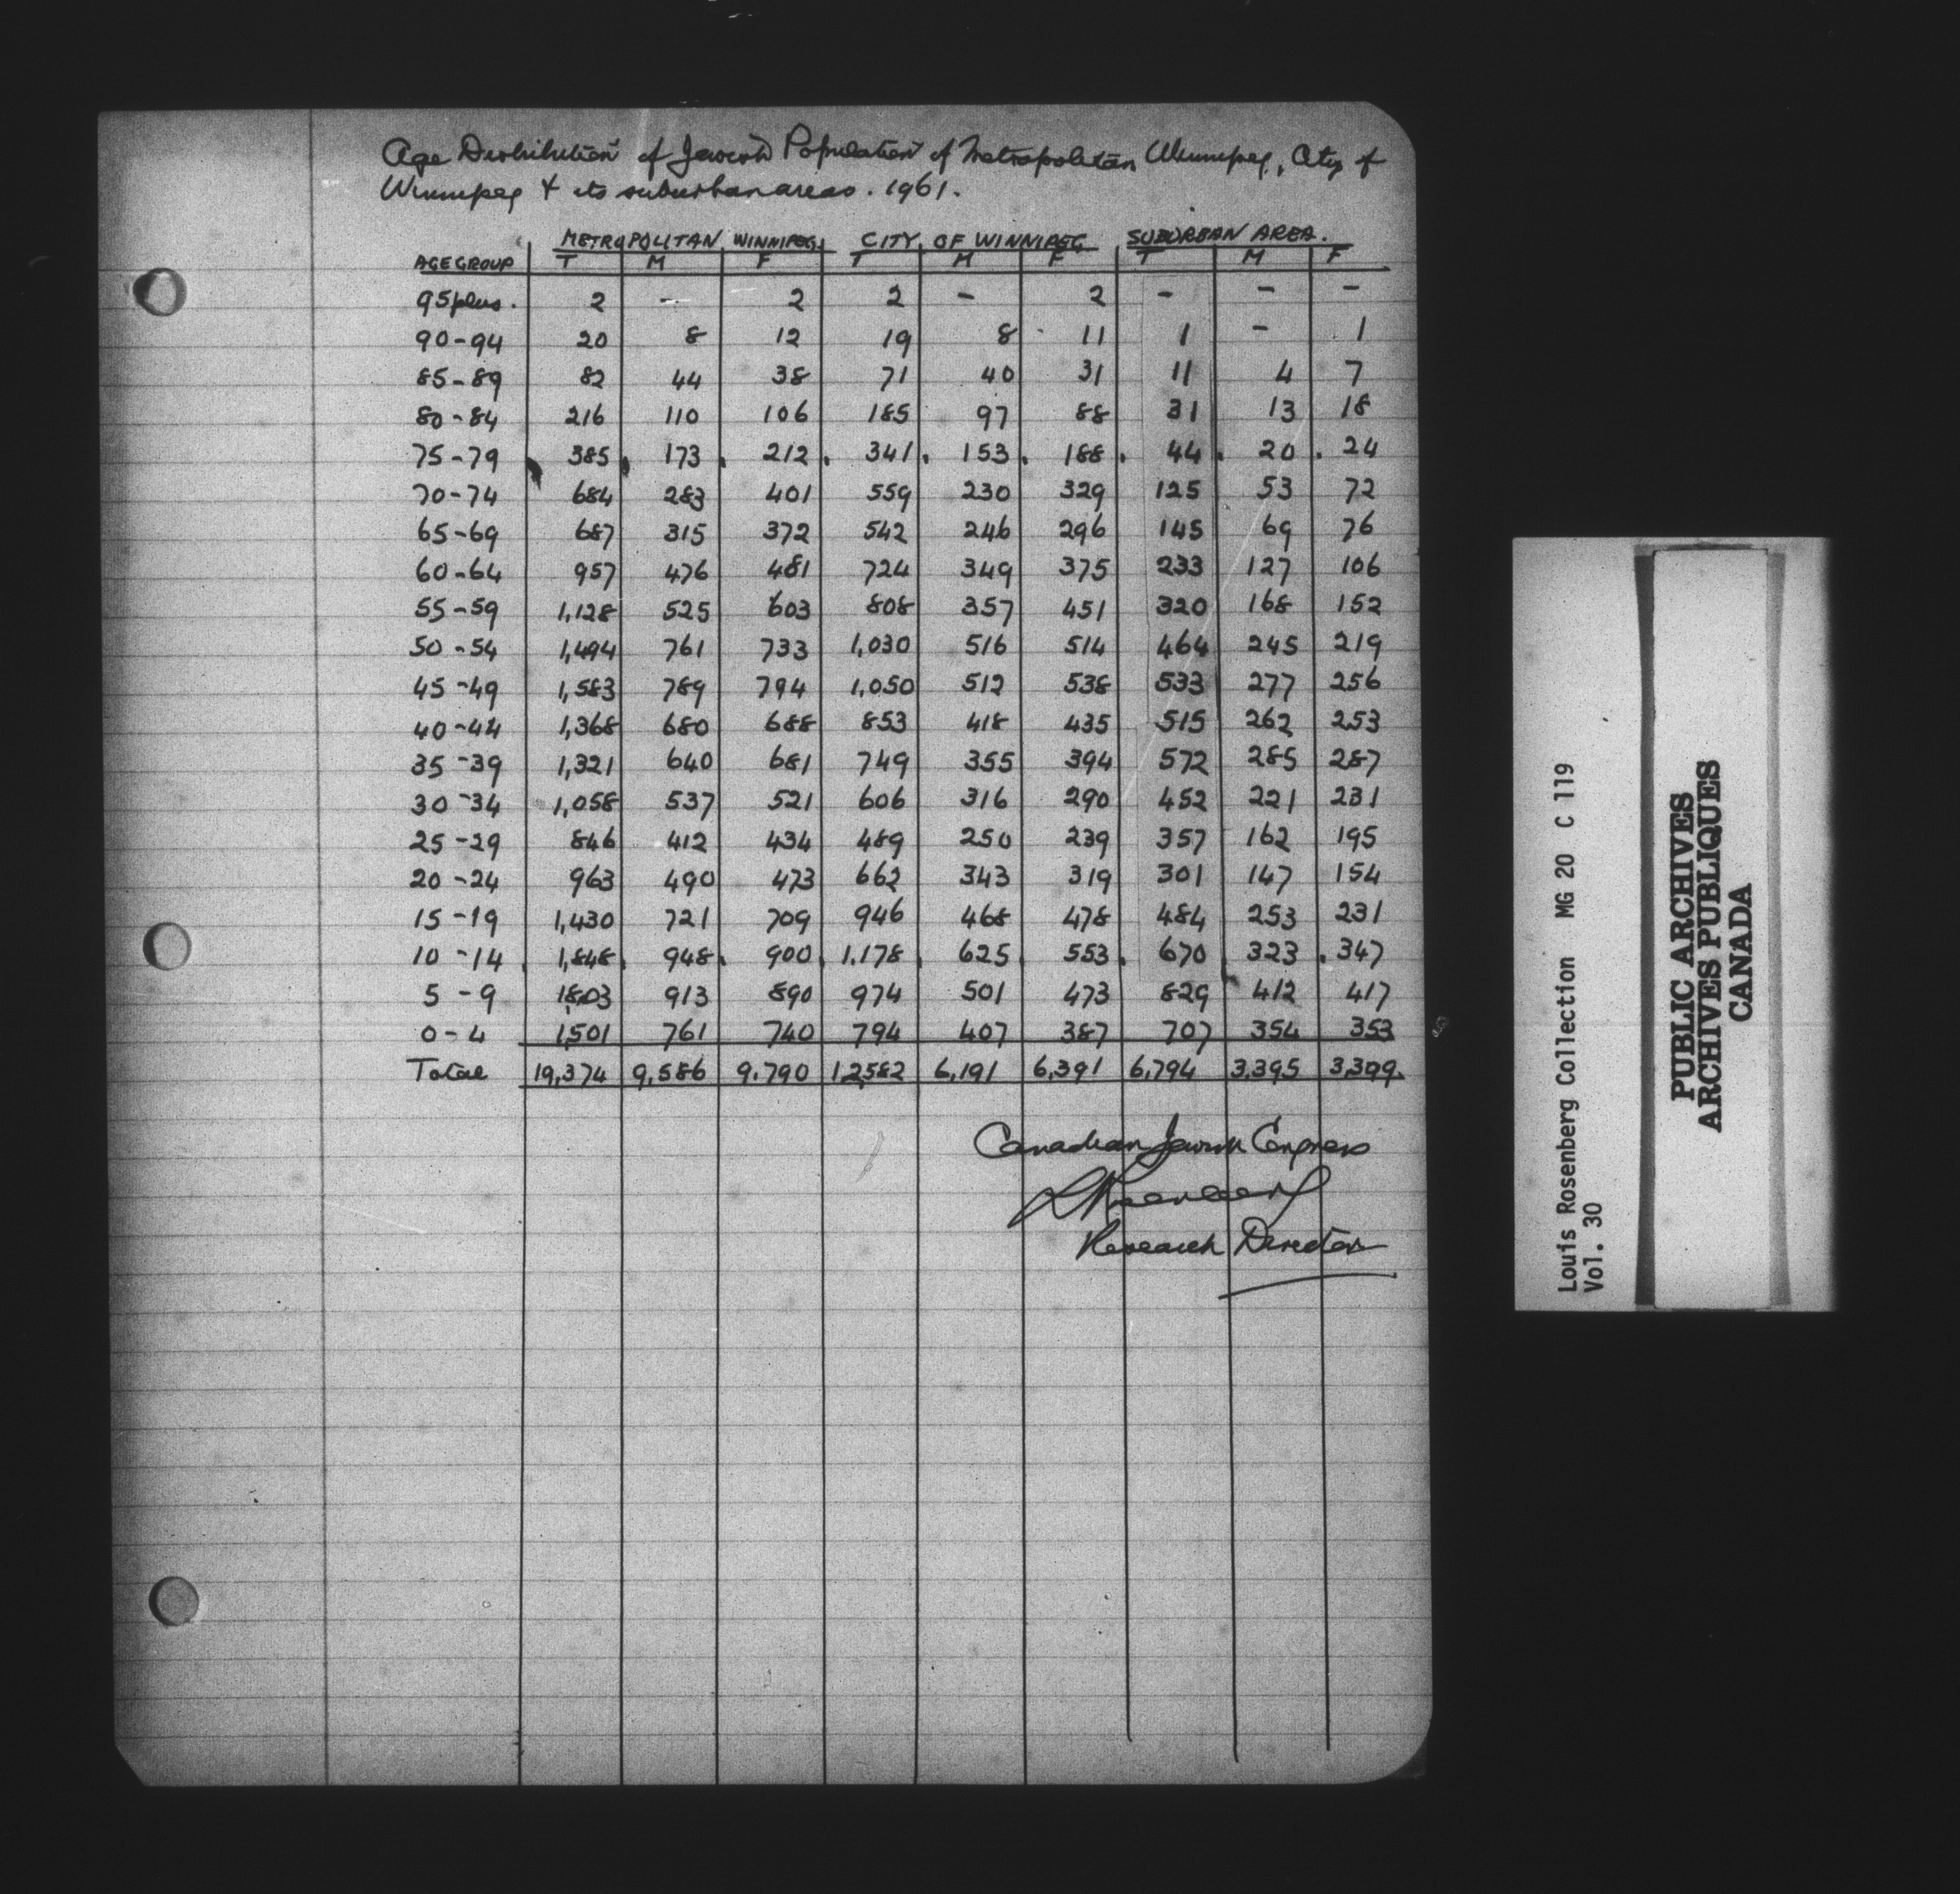 Age Distribution of Jewish Population of Metropolitan Winnipeg, City of
Winnipeg & its suburban areas. 1961.
METROPOLITAN WINNIPEG CITY OF WINNIPEG SUBURBAN AREA.
AGE GROUP T M F T M F T M F
95 plus. 2 - 2 2 - 2 - - -
90-94 20 8 12 19 8 11 1 - 1
85-89 82 44 38 71 40 31 11 4 7
80-84 216 110 106 185 97 88 31 13 18
75-79 385 173 212 341 153 188 44 20 24
70-74 684 283 401 559 230 329 125 53 72
65-69 687 315 372 542 246 296 145 69 76
60-64 957 476 481 724 349 375 233 127 106
55-59 1,128 525 603 808 357 451 320 168 152
50-54 1,494 761 733 1,030 516 514 464 245 219
45-49 1,583 789 794 1,050 512 538 533 277 256
40-44 1,368 680 688 853 418 435 515 262 253
35-39 1,321 640 681 749 355 394 572 285 287
30-34 1,058 537 521 606 316 290 452 221 231
25-29 846 412 434 489 250 239 357 162 195
20-24 963 490 473 662 343 319 301 147 154
15-19 1,430 721 709 946 468 478 484 253 231
10-14 1,848 948 900 1.178 625 553 670 323 347
5-9 1,803 913 890 974 501 473 829 412 417
0-4 1,501 761 740 794 407 387 707 354 353
Total 19,374 9,586 9.790 12,582 6,191 6,391 6,794 3,395 3,399
Canadian Jewish Congress
L Rosenberg
Research Director
Louis Rosenberg Collection MG 20 C 119
Vol. 30
PUBLIC ARCHIVES
ARCHIVES PUBLIQUES
CANADA